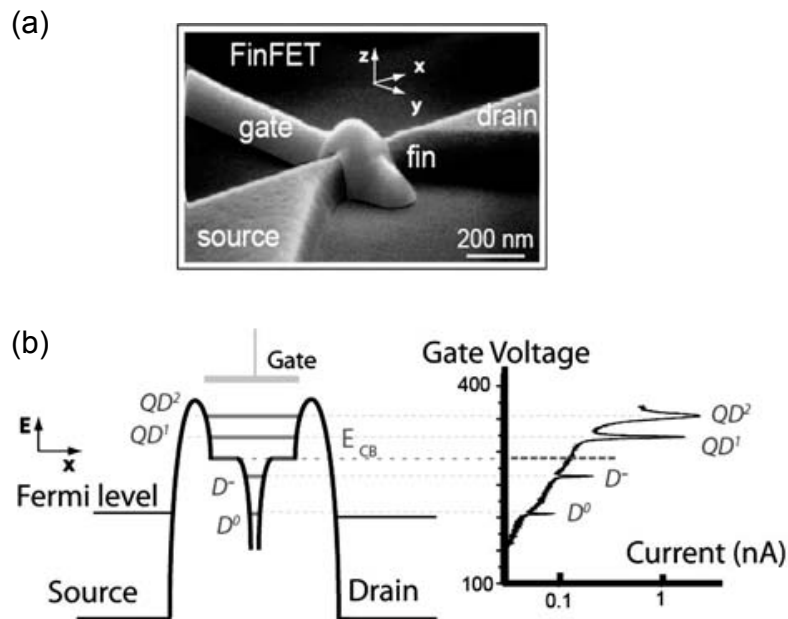 (a)
FinFET
z
x
y
gate
drain
fin
source
200 nm
(b)
Gate
Gate Voltage
400
QD²
QD²
E
QD¹
QD¹
E_CB
x
D⁻
D⁻
Fermi level
D⁰
D⁰
Source
Drain
Current (nA)
100
0.1
1